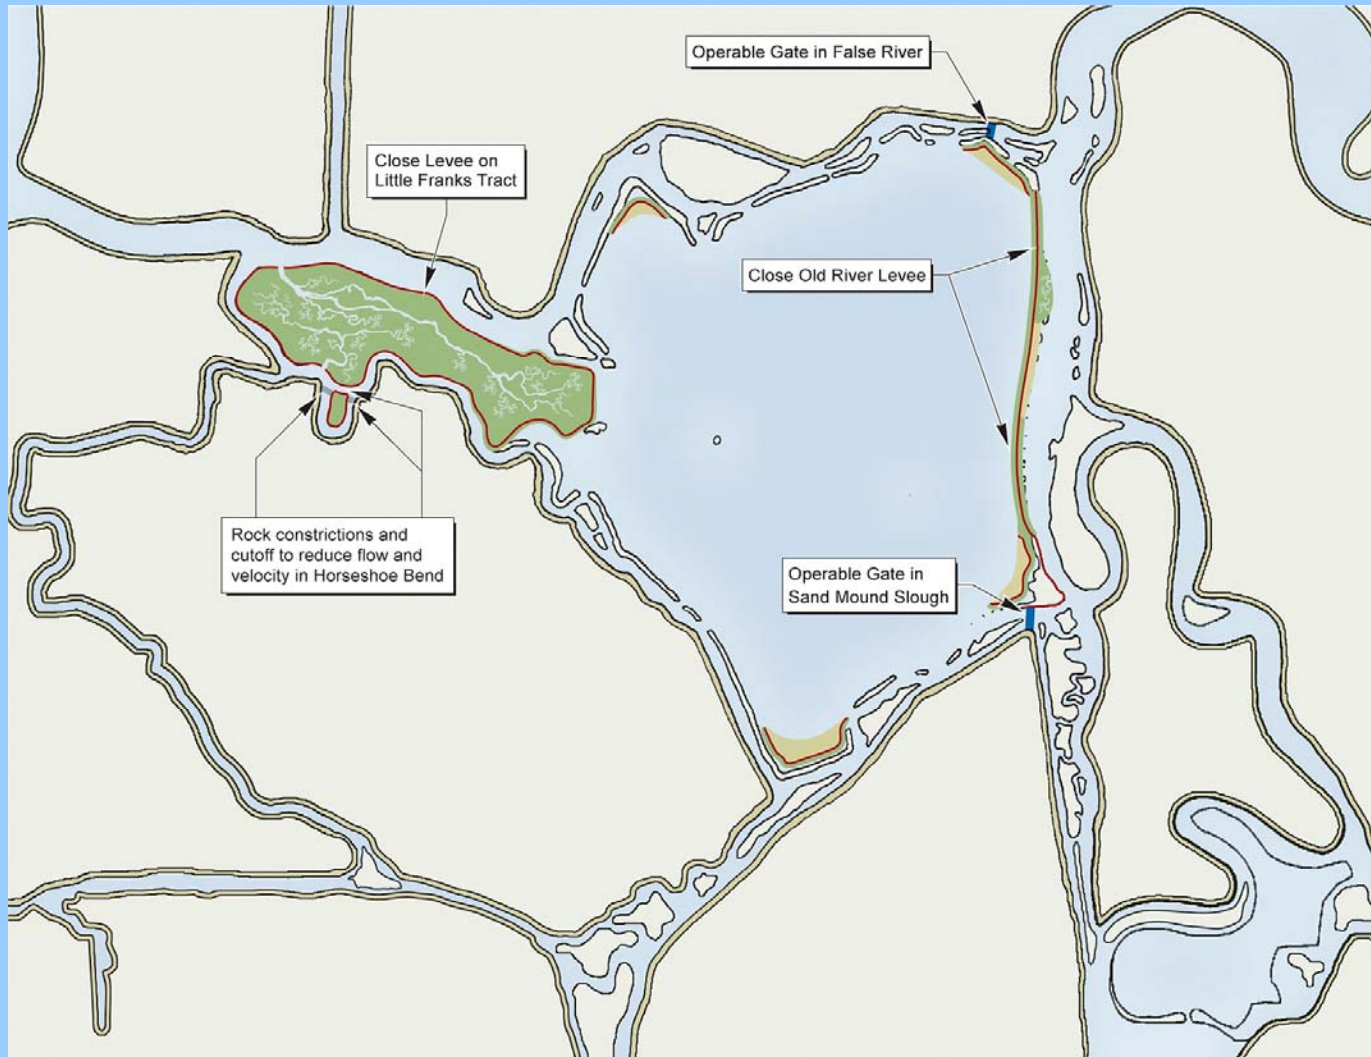 Operable Gate in False River
Close Levee on
Little Franks Tract
Close Old River Levee
Rock constrictions and
cutoff to reduce flow and
velocity in Horseshoe Bend
Operable Gate in
Sand Mound Slough